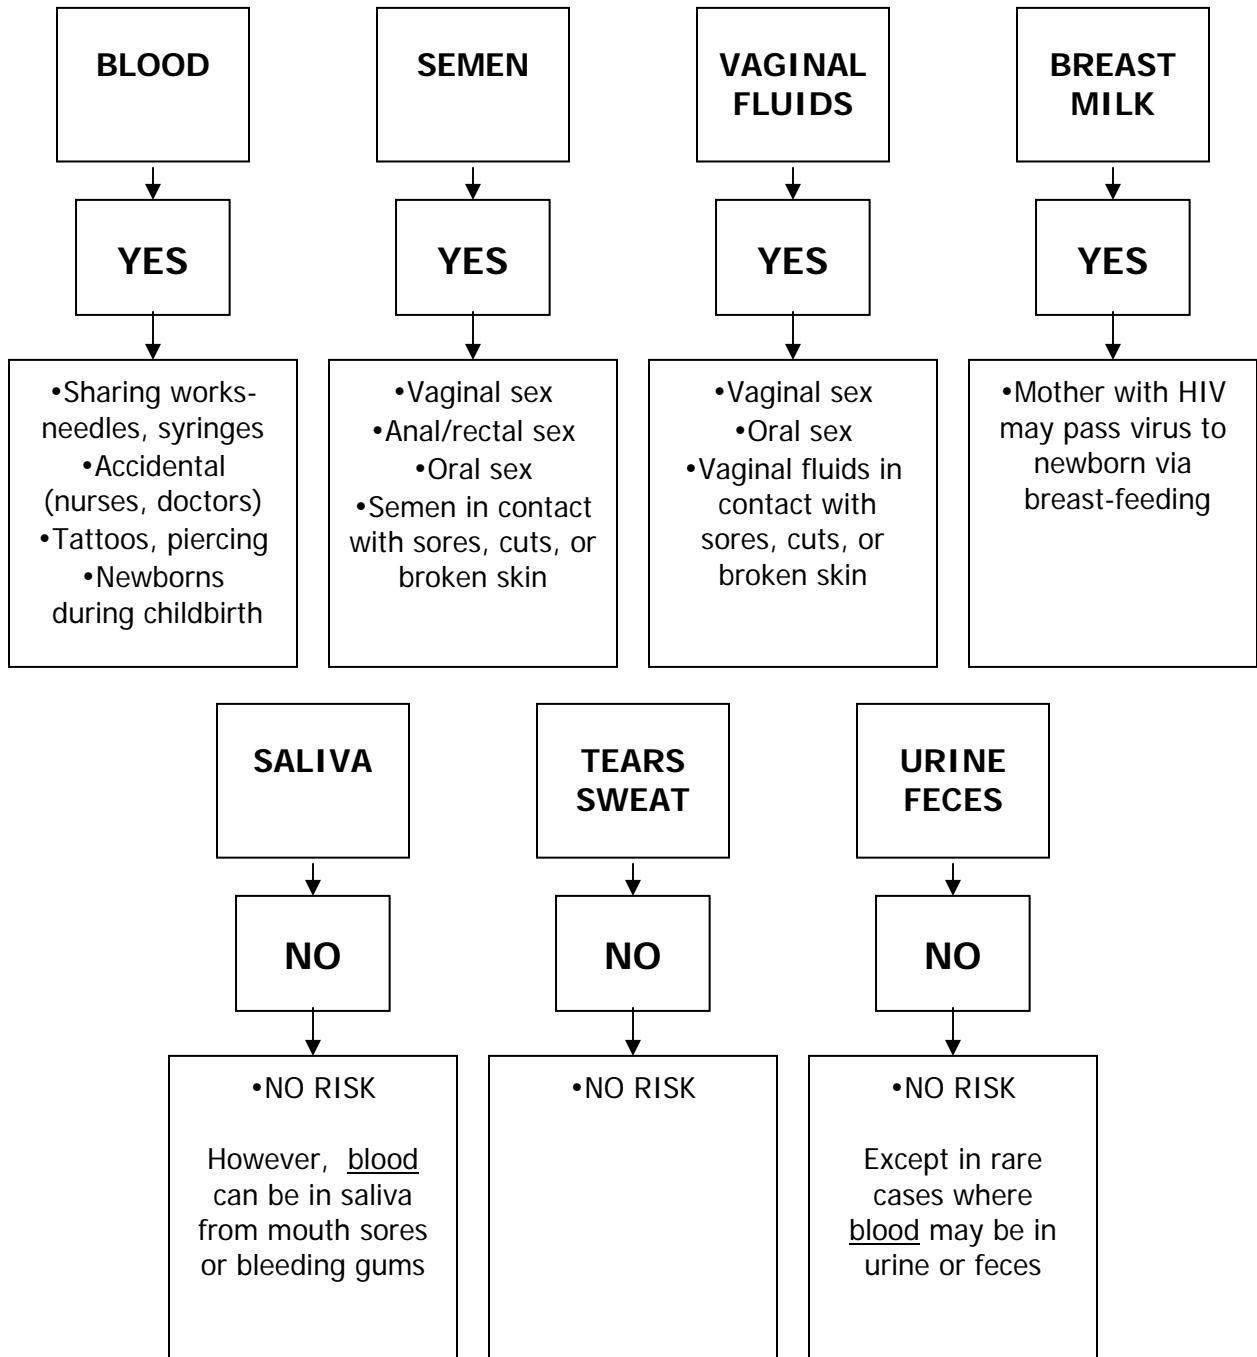 BLOOD
SEMEN
VAGINAL
FLUIDS
BREAST
MILK
YES
YES
YES
YES
•Sharing works-
needles, syringes
•Accidental
(nurses, doctors)
•Tattoos, piercing
•Newborns
during childbirth
•Vaginal sex
•Anal/rectal sex
•Oral sex
•Semen in contact
with sores, cuts, or
broken skin
•Vaginal sex
•Oral sex
•Vaginal fluids in
contact with
sores, cuts, or
broken skin
•Mother with HIV
may pass virus to
newborn via
breast-feeding
SALIVA
TEARS
SWEAT
URINE
FECES
NO
NO
NO
•NO RISK
However, blood
can be in saliva
from mouth sores
or bleeding gums
•NO RISK
•NO RISK
Except in rare
cases where
blood may be in
urine or feces